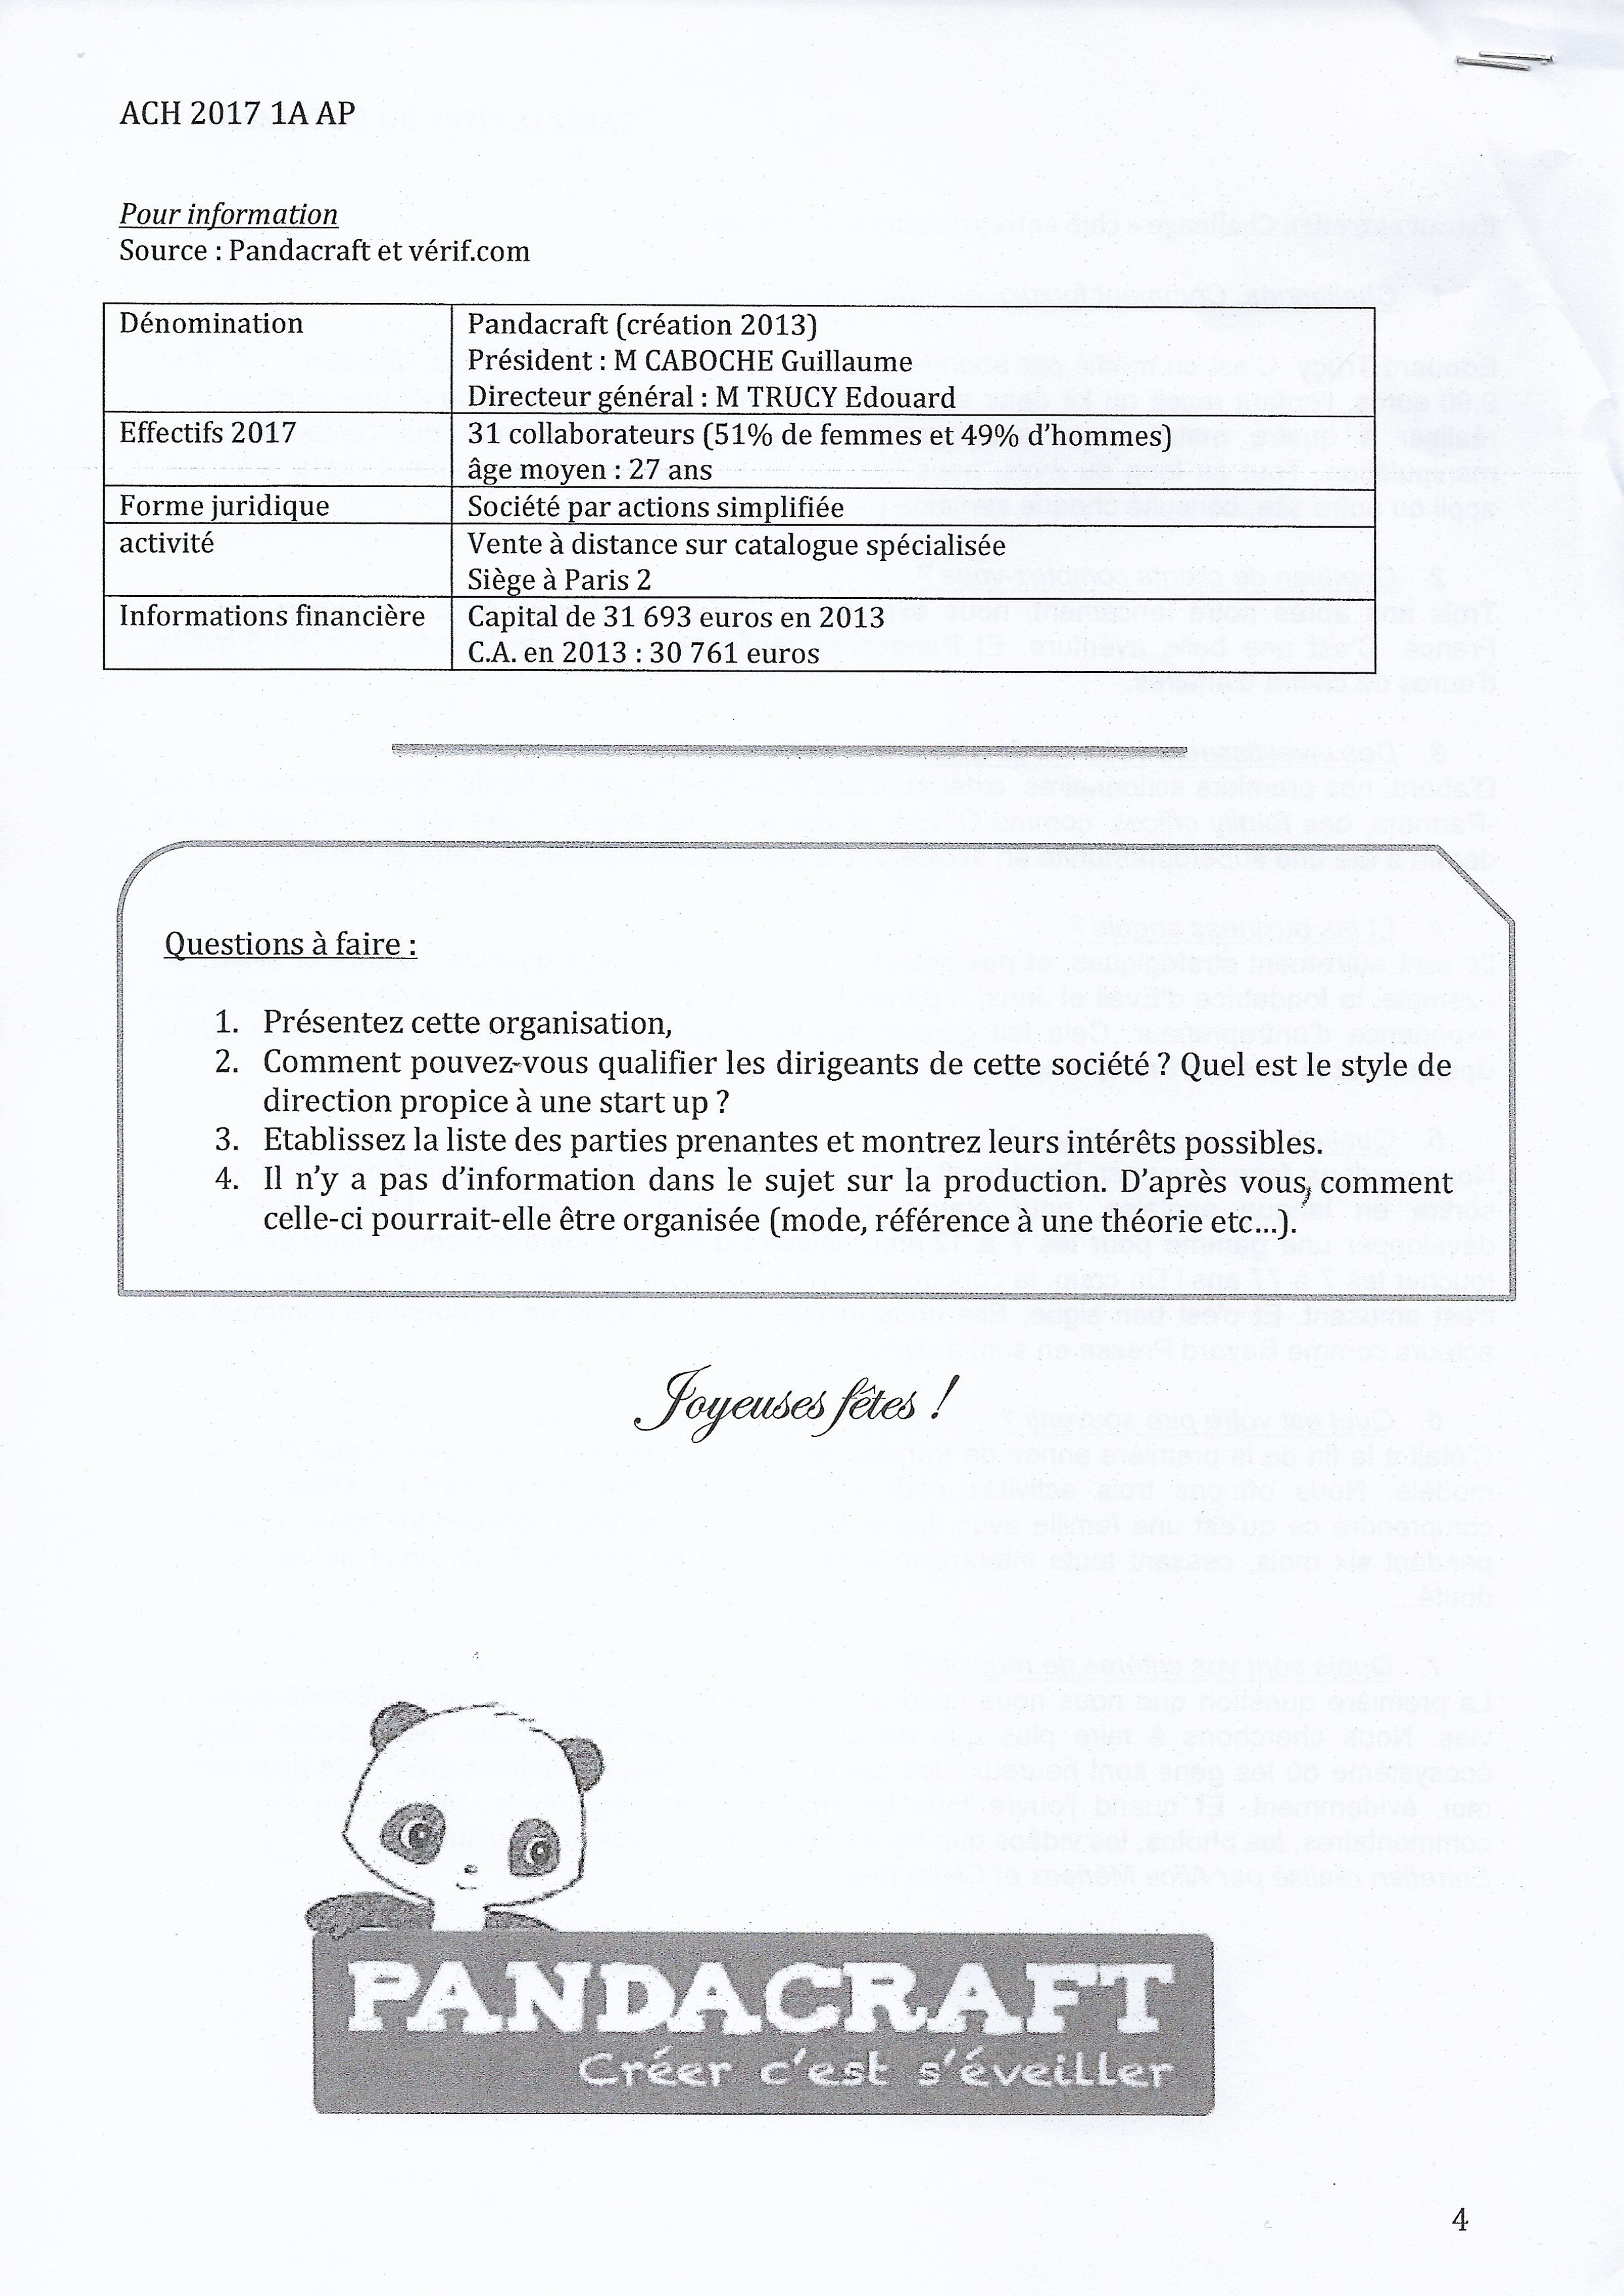 ACH 2017 1A AP
Pour information
Source : Pandacraft et vérif.com
Dénomination
Pandacraft (création 2013)
Président : M CABOCHE Guillaume
Directeur général : M TRUCY Edouard
Effectifs 2017
31 collaborateurs (51% de femmes et 49% d'hommes)
âge moyen : 27 ans
Forme juridique
Société par actions simplifiée
activité
Vente à distance sur catalogue spécialisée
Siège à Paris 2
Informations financière
Capital de 31 693 euros en 2013
C.A. en 2013 : 30 761 euros
Questions à faire :
1. Présentez cette organisation,
2. Comment pouvez-vous qualifier les dirigeants de cette société ? Quel est le style de
direction propice à une start up ?
3. Etablissez la liste des parties prenantes et montrez leurs intérêts possibles.
4. Il n'y a pas d'information dans le sujet sur la production. D'après vous, comment
celle-ci pourrait-elle être organisée (mode, référence à une théorie etc...).
Joyeuses fêtes !
PANDACRAFT
Créer c'est s'éveiller
4